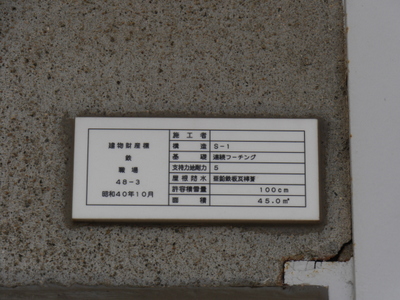 建物財産標
鉄
職場
48-3
昭和40年10月
施工者
構造 S-1
基礎 連続フーチング
支持力地耐力 5
屋根防水 亜鉛鉄板瓦棒葺
許容積雪量 100cm
面積 45.0㎡